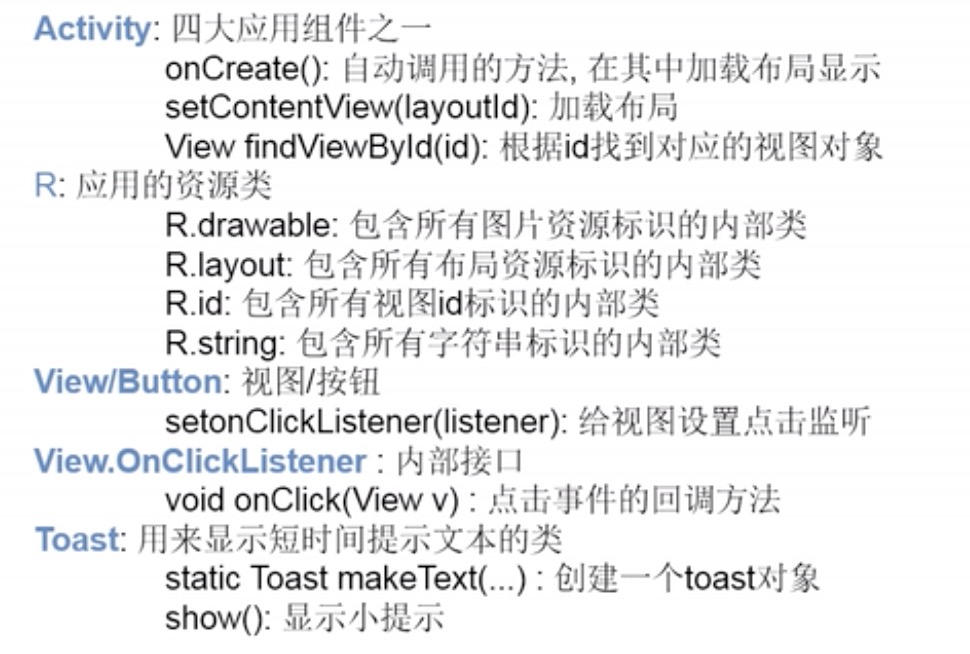 Activity: 四大应用组件之一
onCreate(): 自动调用的方法, 在其中加载布局显示
setContentView(layoutId): 加载布局
View findViewById(id): 根据id找到对应的视图对象
R: 应用的资源类
R.drawable: 包含所有图片资源标识的内部类
R.layout: 包含所有布局资源标识的内部类
R.id: 包含所有视图id标识的内部类
R.string: 包含所有字符串标识的内部类
View/Button: 视图/按钮
setonClickListener(listener): 给视图设置点击监听
View.OnClickListener : 内部接口
void onClick(View v) : 点击事件的回调方法
Toast: 用来显示短时间提示文本的类
static Toast makeText(...) : 创建一个toast对象
show(): 显示小提示